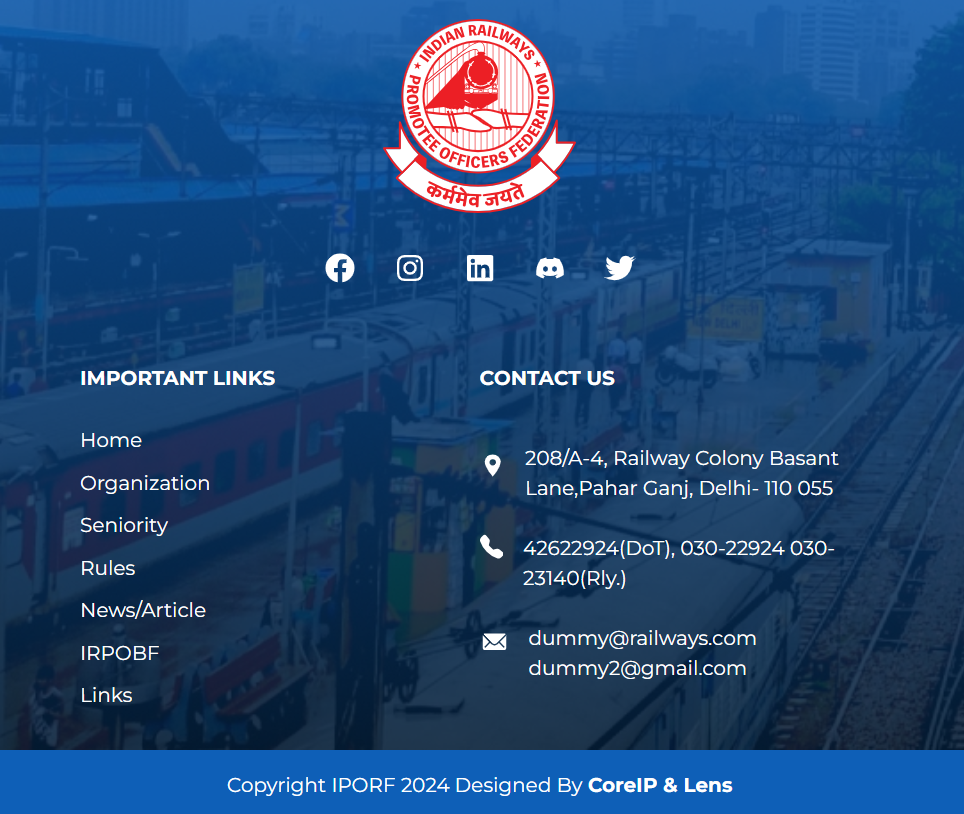 INDIAN RAILWAYS
PROMOTEE OFFICERS FEDERATION
कर्ममेव जयते
IMPORTANT LINKS
Home
Organization
Seniority
Rules
News/Article
IRPOBF
Links
CONTACT US
208/A-4, Railway Colony Basant
Lane,Pahar Ganj, Delhi- 110 055
42622924(DoT), 030-22924 030-
23140(Rly.)
dummy@railways.com
dummy2@gmail.com
Copyright IPORF 2024 Designed By CoreIP & Lens